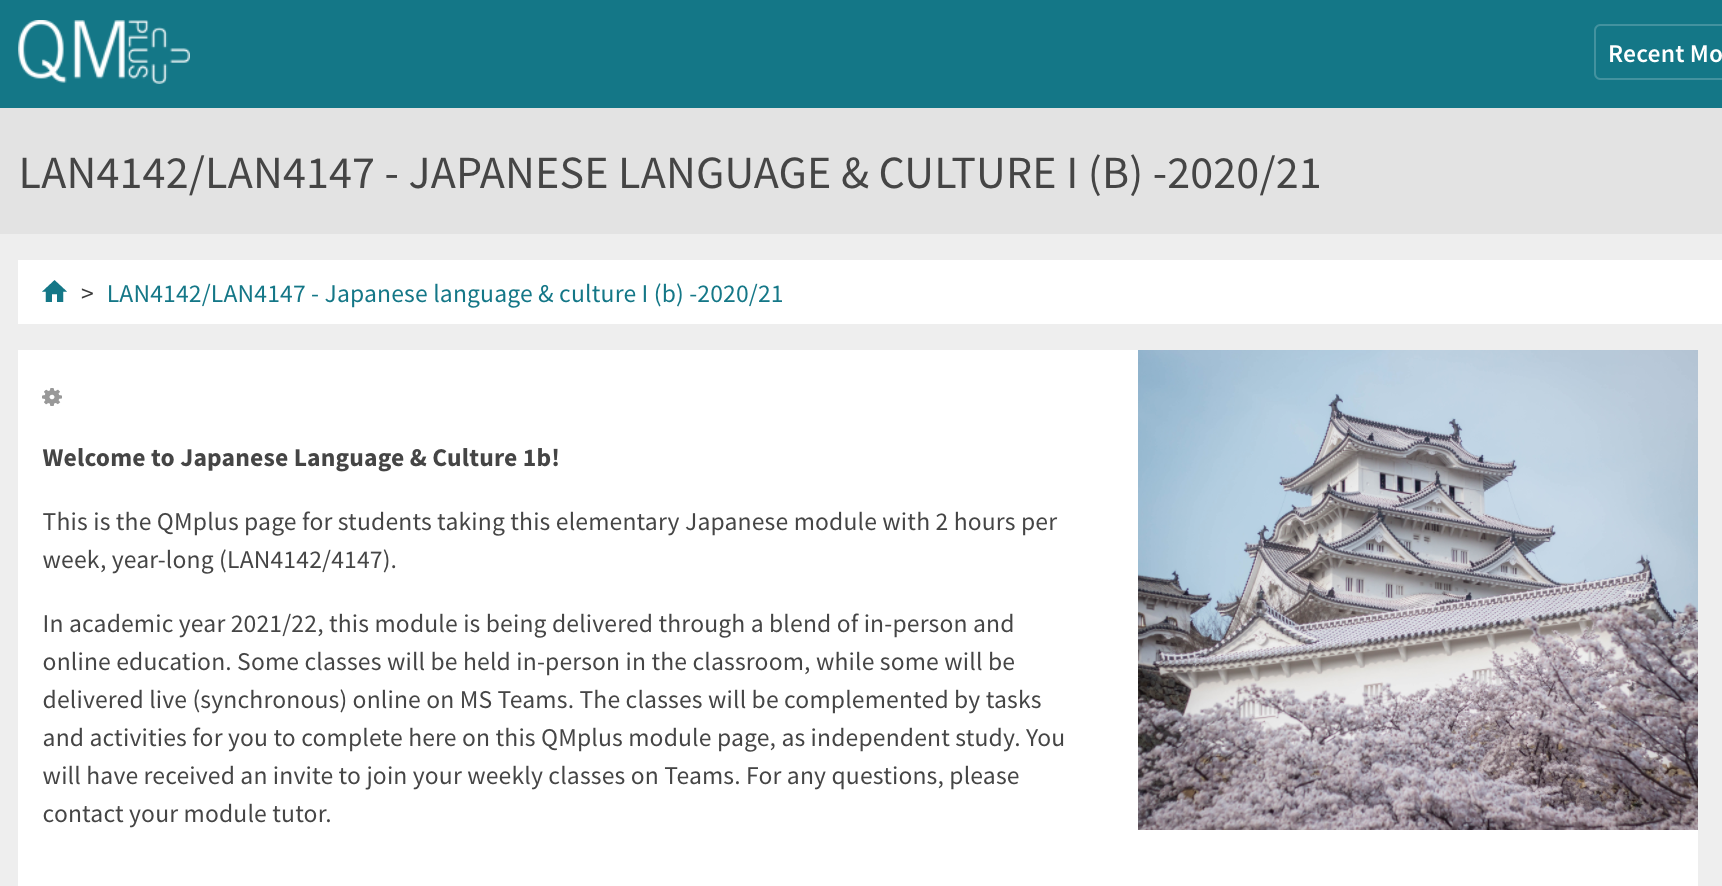 QM PLUS
Recent Mo
LAN4142/LAN4147 - JAPANESE LANGUAGE & CULTURE I (B) -2020/21
> LAN4142/LAN4147 - Japanese language & culture I (b) -2020/21
Welcome to Japanese Language & Culture 1b!
This is the QMplus page for students taking this elementary Japanese module with 2 hours per
week, year-long (LAN4142/4147).
In academic year 2021/22, this module is being delivered through a blend of in-person and
online education. Some classes will be held in-person in the classroom, while some will be
delivered live (synchronous) online on MS Teams. The classes will be complemented by tasks
and activities for you to complete here on this QMplus module page, as independent study. You
will have received an invite to join your weekly classes on Teams. For any questions, please
contact your module tutor.